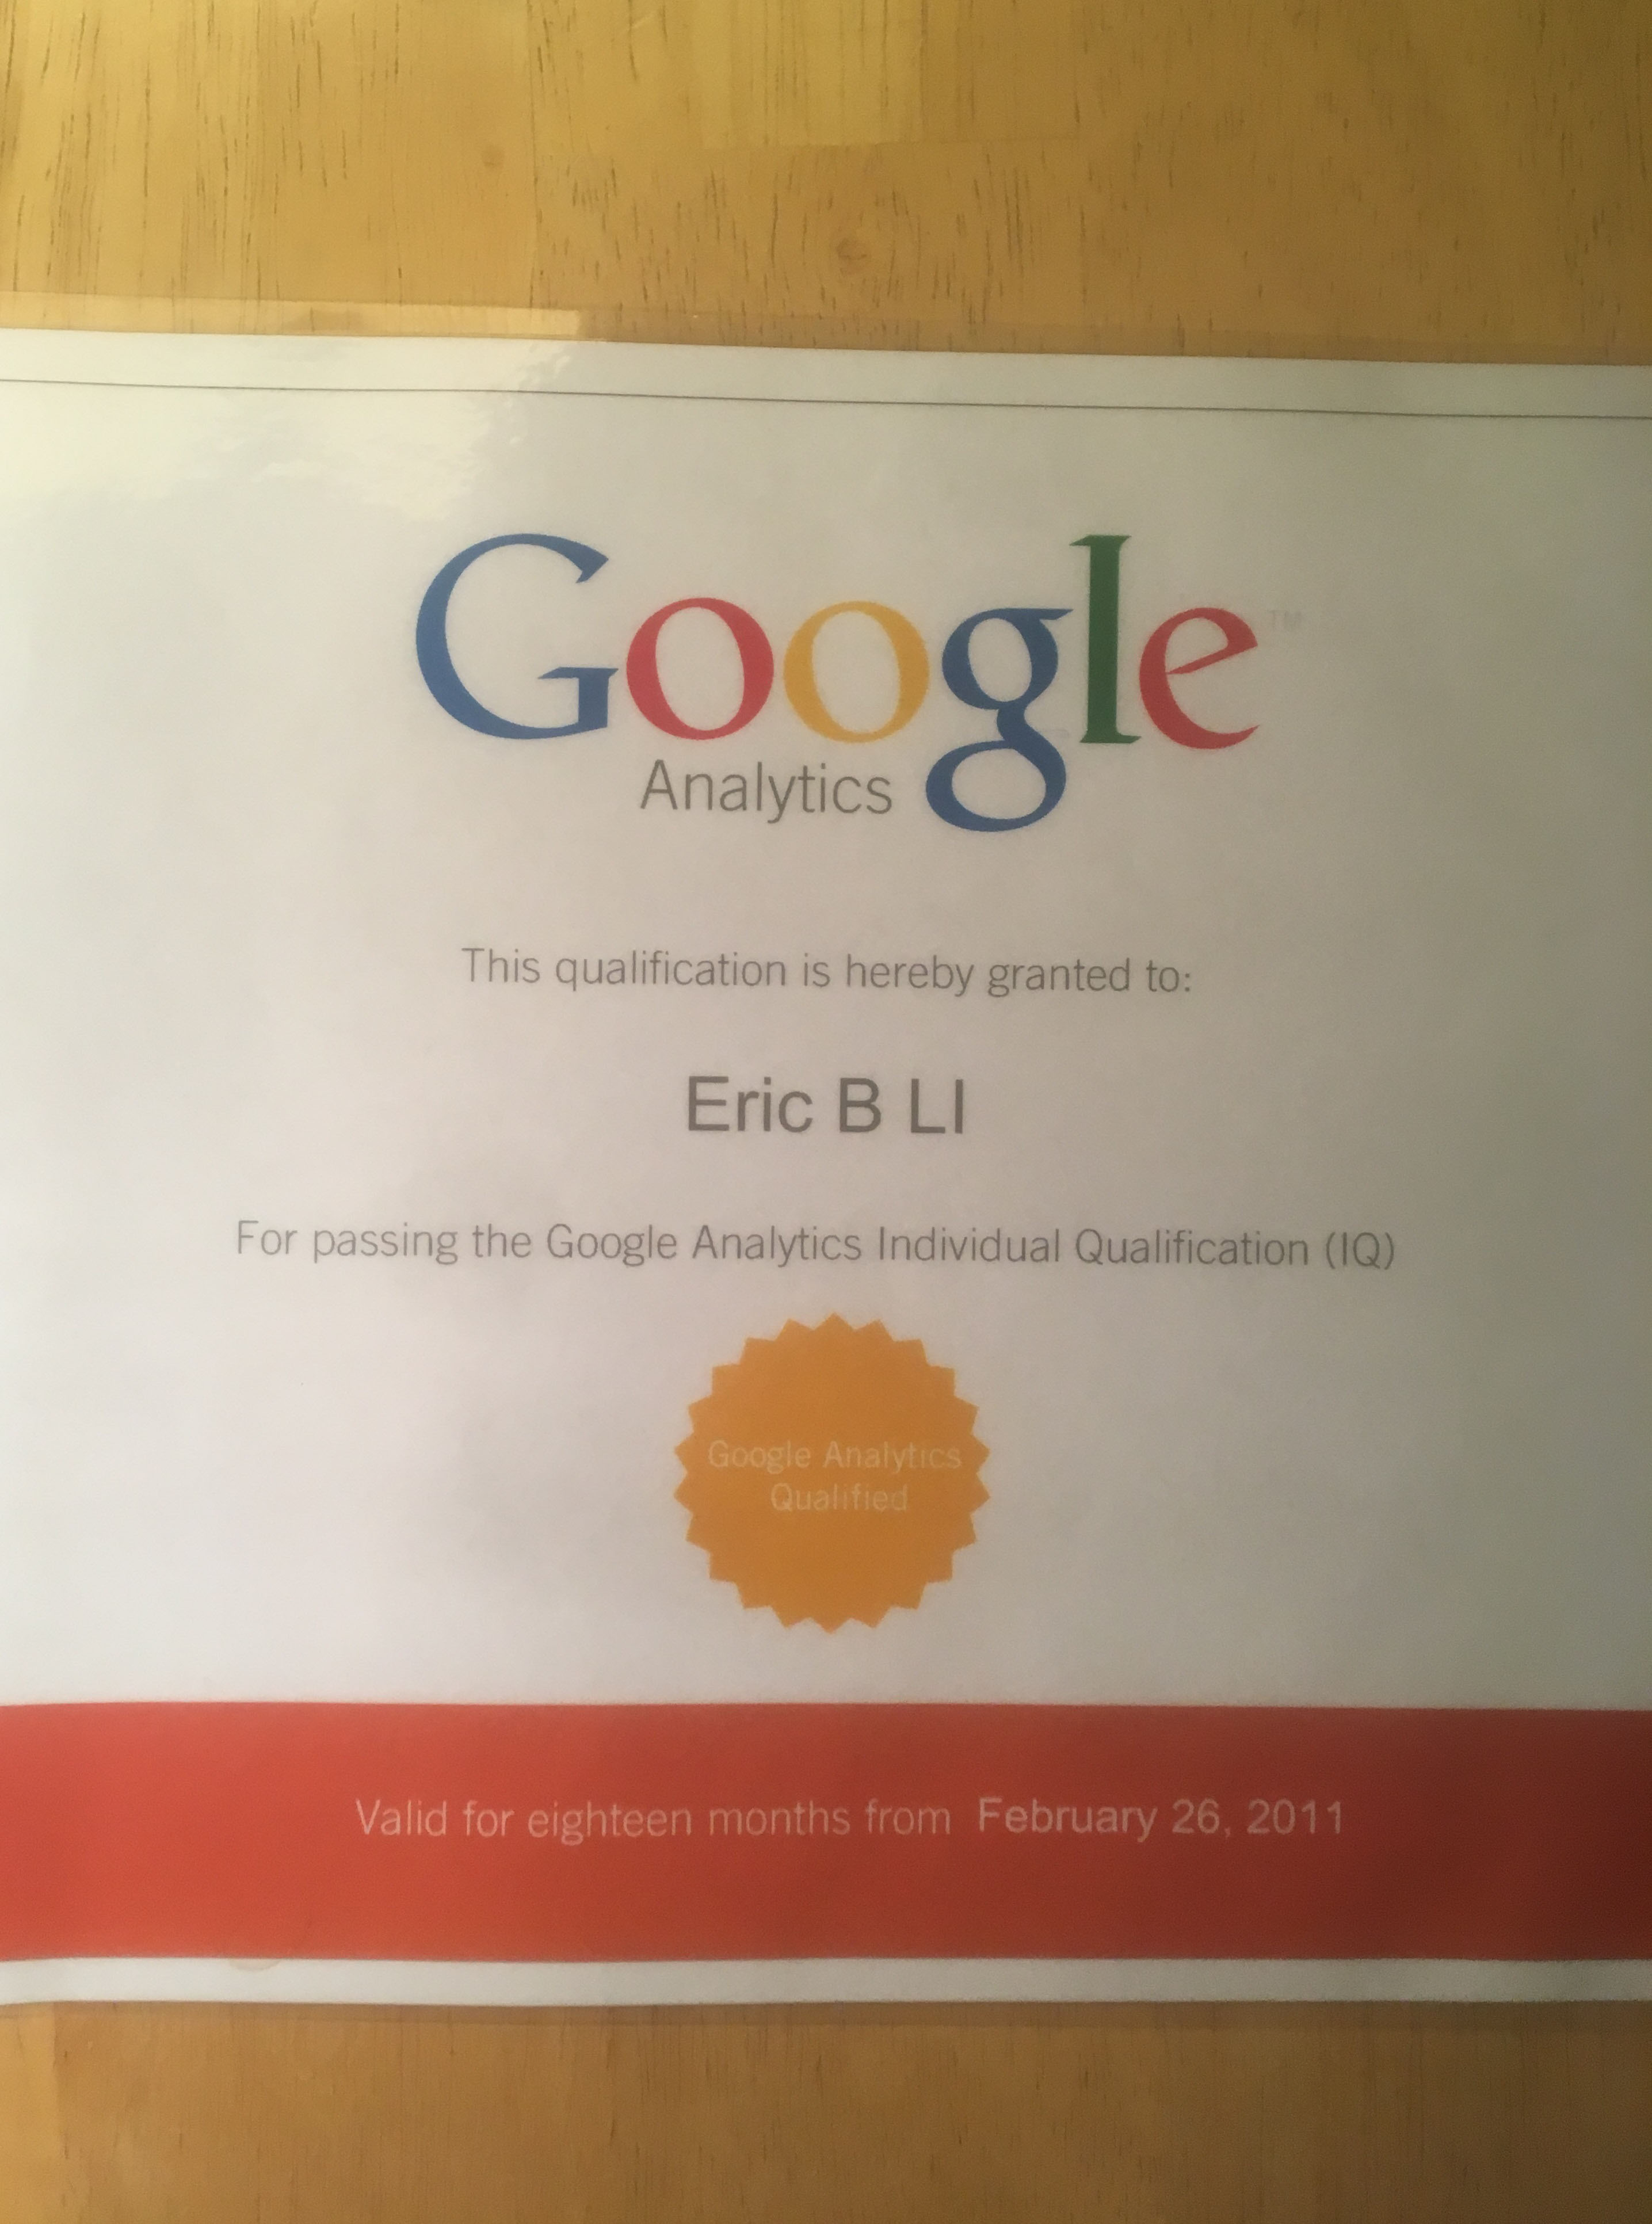 Google™
Analytics
This qualification is hereby granted to:
Eric B LI
For passing the Google Analytics Individual Qualification (IQ)
Google Analytics
Qualified
Valid for eighteen months from February 26, 2011